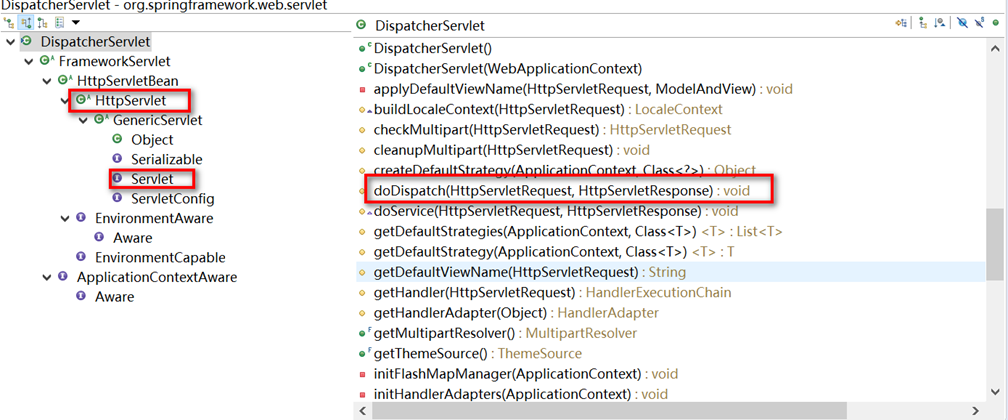 DispatcherServlet - org.springframework.web.servlet
DispatcherServlet
FrameworkServlet
HttpServletBean
HttpServlet
GenericServlet
Object
Serializable
Servlet
ServletConfig
EnvironmentAware
Aware
EnvironmentCapable
ApplicationContextAware
Aware
DispatcherServlet
DispatcherServlet()
DispatcherServlet(WebApplicationContext)
applyDefaultViewName(HttpServletRequest, ModelAndView) : void
buildLocaleContext(HttpServletRequest) : LocaleContext
checkMultipart(HttpServletRequest) : HttpServletRequest
cleanupMultipart(HttpServletRequest) : void
createDefaultStrategy(ApplicationContext, Class<?>) : Object
doDispatch(HttpServletRequest, HttpServletResponse) : void
doService(HttpServletRequest, HttpServletResponse) : void
getDefaultStrategies(ApplicationContext, Class<T>) <T> : List<T>
getDefaultStrategy(ApplicationContext, Class<T>) <T> : T
getDefaultViewName(HttpServletRequest) : String
getHandler(HttpServletRequest) : HandlerExecutionChain
getHandlerAdapter(Object) : HandlerAdapter
getMultipartResolver() : MultipartResolver
getThemeSource() : ThemeSource
initFlashMapManager(ApplicationContext) : void
initHandlerAdapters(ApplicationContext) : void